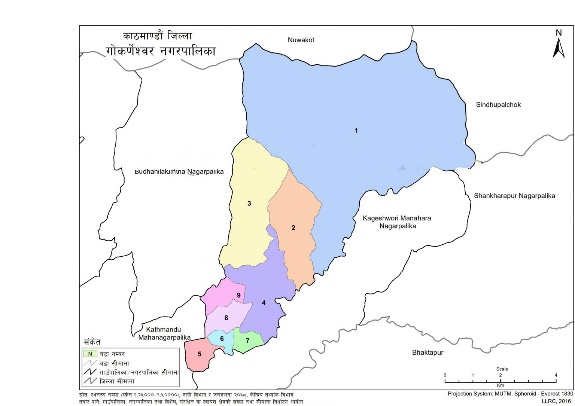 काठमाण्डौ जिल्ला
गोकर्णेश्वर नगरपालिका
Nuwakot
N
Sindhupalchok
1
Budhanilakantha Nagarpalika
3
2
Shankharapur Nagarpalika
Kageshwori Manahara
Nagarpalika
9
4
8
Kathmandu
Mahanagarpalika
6
7
5
Bhaktapur
संकेत
N वडा नम्बर
वडा सीमाना
गाउँपालिका/नगरपालिका सीमाना
जिल्ला सीमाना
Scale
0 1 2 4
Km
Projection System: MUTM, Spheroid - Everest 1830
LLRC, 2016